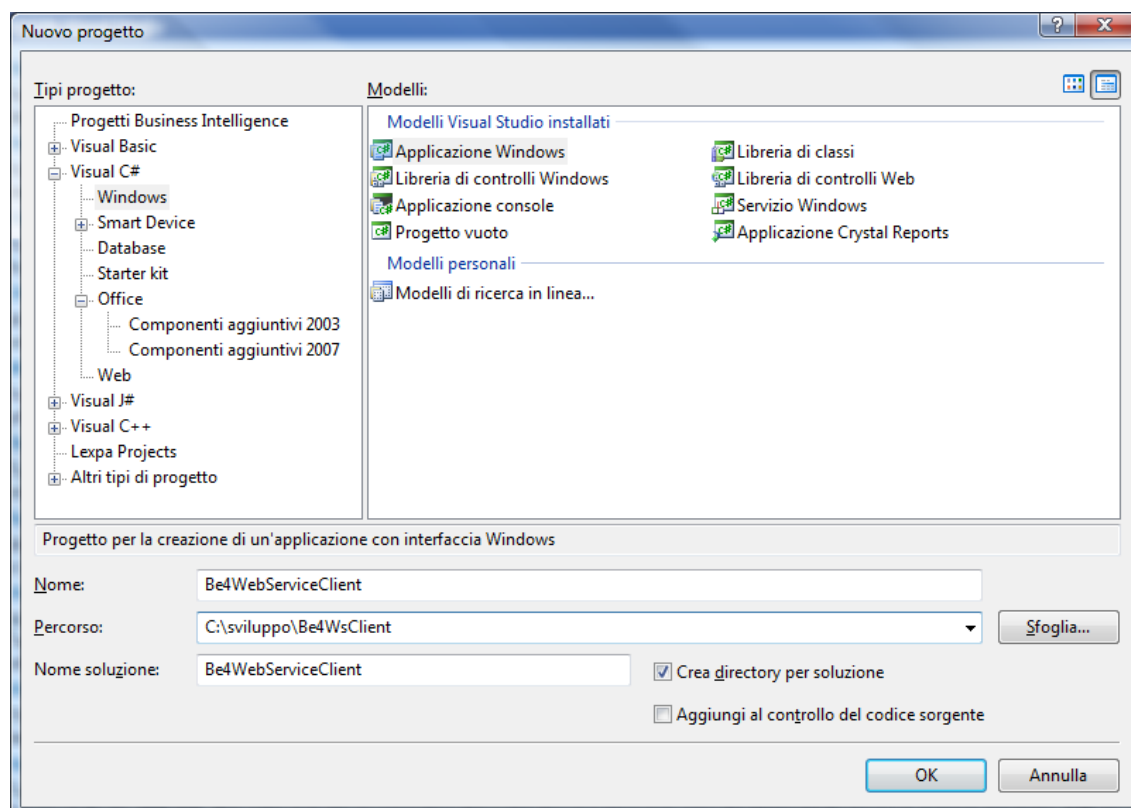 Nuovo progetto
Tipi progetto:
Progetti Business Intelligence
Visual Basic
Visual C#
Windows
Smart Device
Database
Starter kit
Office
Componenti aggiuntivi 2003
Componenti aggiuntivi 2007
Web
Visual J#
Visual C++
Lexpa Projects
Altri tipi di progetto
Modelli:
Modelli Visual Studio installati
Applicazione Windows
Libreria di controlli Windows
Applicazione console
Progetto vuoto
Libreria di classi
Libreria di controlli Web
Servizio Windows
Applicazione Crystal Reports
Modelli personali
Modelli di ricerca in linea...
Progetto per la creazione di un'applicazione con interfaccia Windows
Nome: Be4WebServiceClient
Percorso: C:\sviluppo\Be4WsClient Sfoglia...
Nome soluzione: Be4WebServiceClient Crea directory per soluzione
Aggiungi al controllo del codice sorgente
OK Annulla